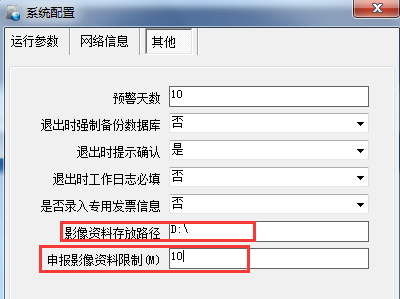 系统配置
运行参数 网络信息 其他
预警天数 10
退出时强制备份数据库 否
退出时提示确认 是
退出时工作日志必填 否
是否录入专用发票信息 否
影像资料存放路径 D:\
申报影像资料限制(M) 10